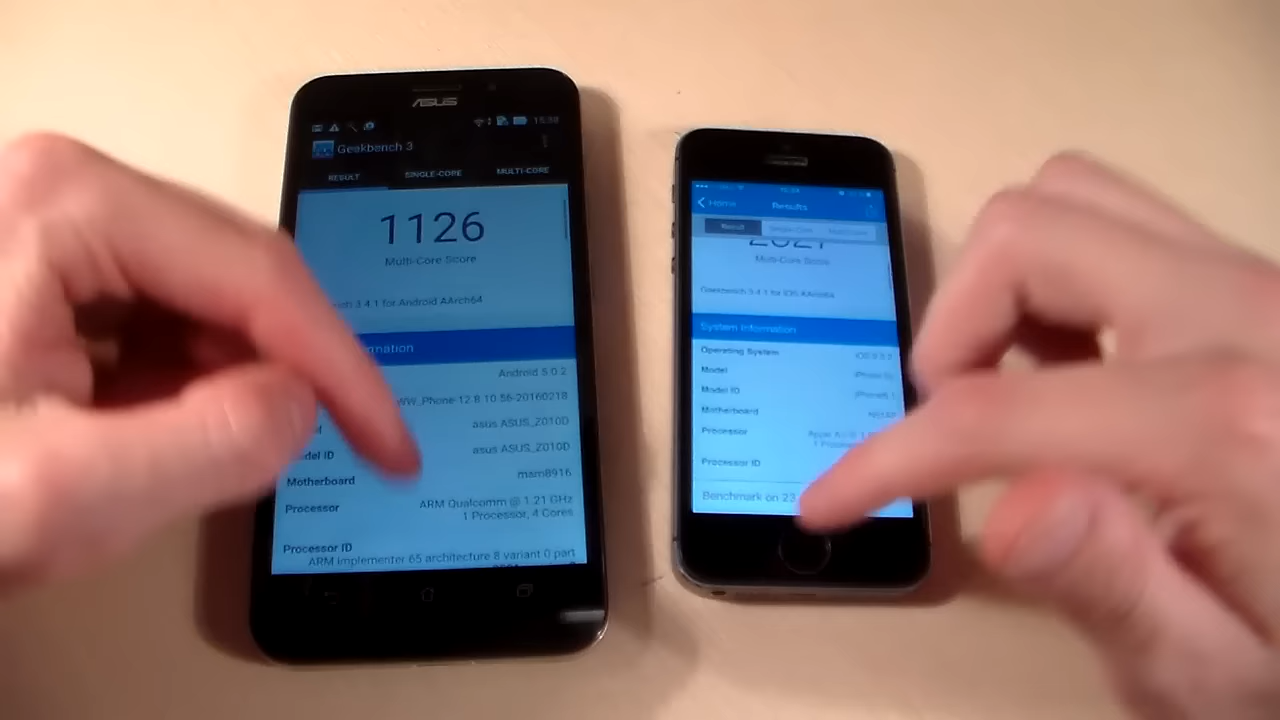 ASUS
15:39
Geekbench 3
RESULT SINGLE-CORE MULTI-CORE
1126
Multi-Core Score
3.4.1 for Android AArch64
Android 5.0.2
WW_Phone-12.8.10.56-20160218
asus ASUS_Z010D
asus ASUS_Z010D
Motherboard msm8916
Processor ARM Qualcomm @ 1.21 GHz
1 Processor, 4 Cores
Processor ID
ARM implementer 65 architecture 8 variant 0 part
Home Results
Result Single-Core
Multi-Core Score
Geekbench 3.4.1 for iOS AArch64
System Information
Operating System
Model
Model ID
Motherboard
Processor
Processor ID
Benchmark on 23